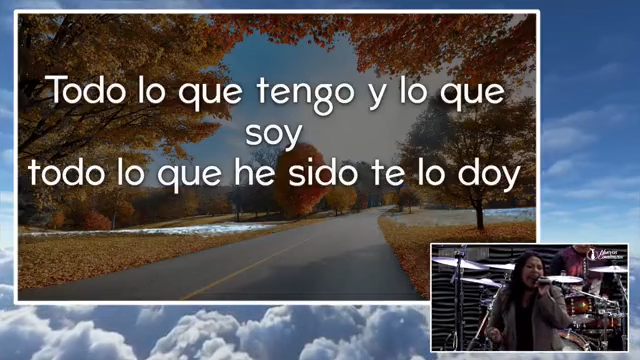 Todo lo que tengo y lo que
soy
todo lo que he sido te lo doy